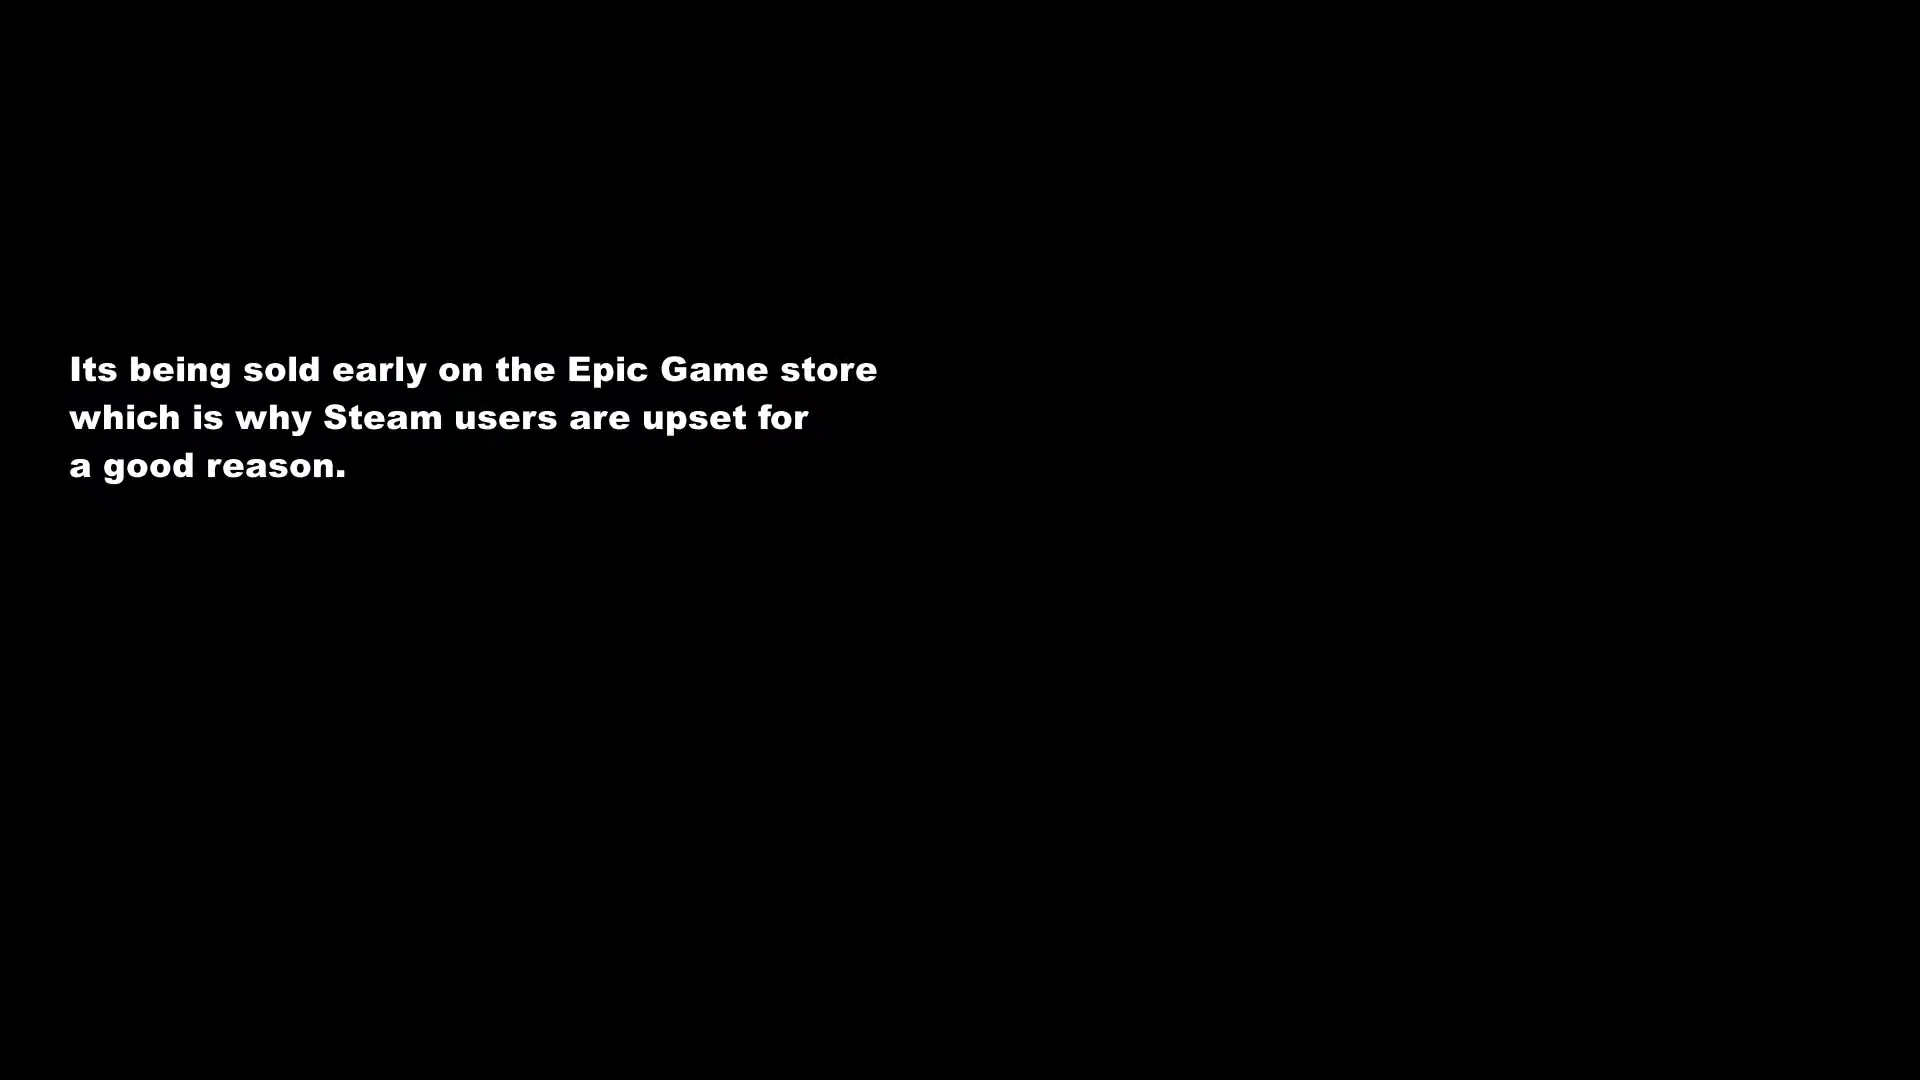 Its being sold early on the Epic Game store
which is why Steam users are upset for
a good reason.